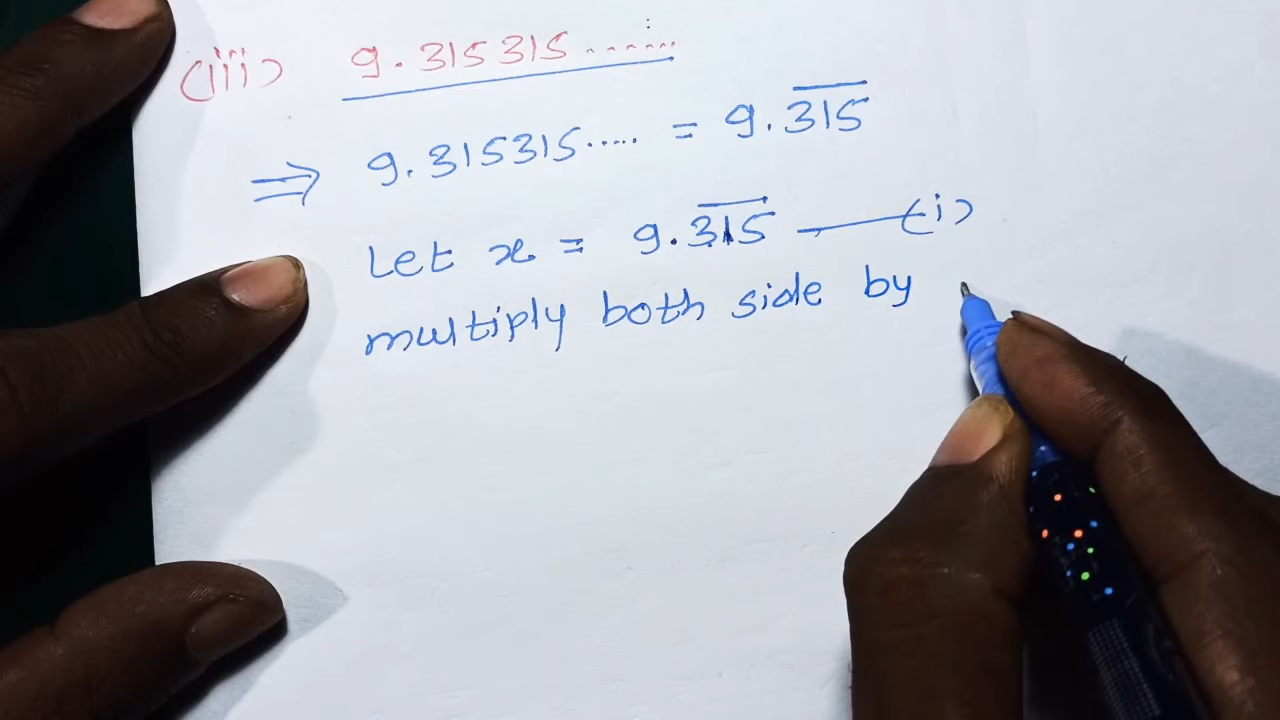 (iii) 9.315315.......
⇒ 9.315315..... = 9.3̅1̅5̅
Let x = 9.3̅1̅5̅ —— (i)
multiply both side by